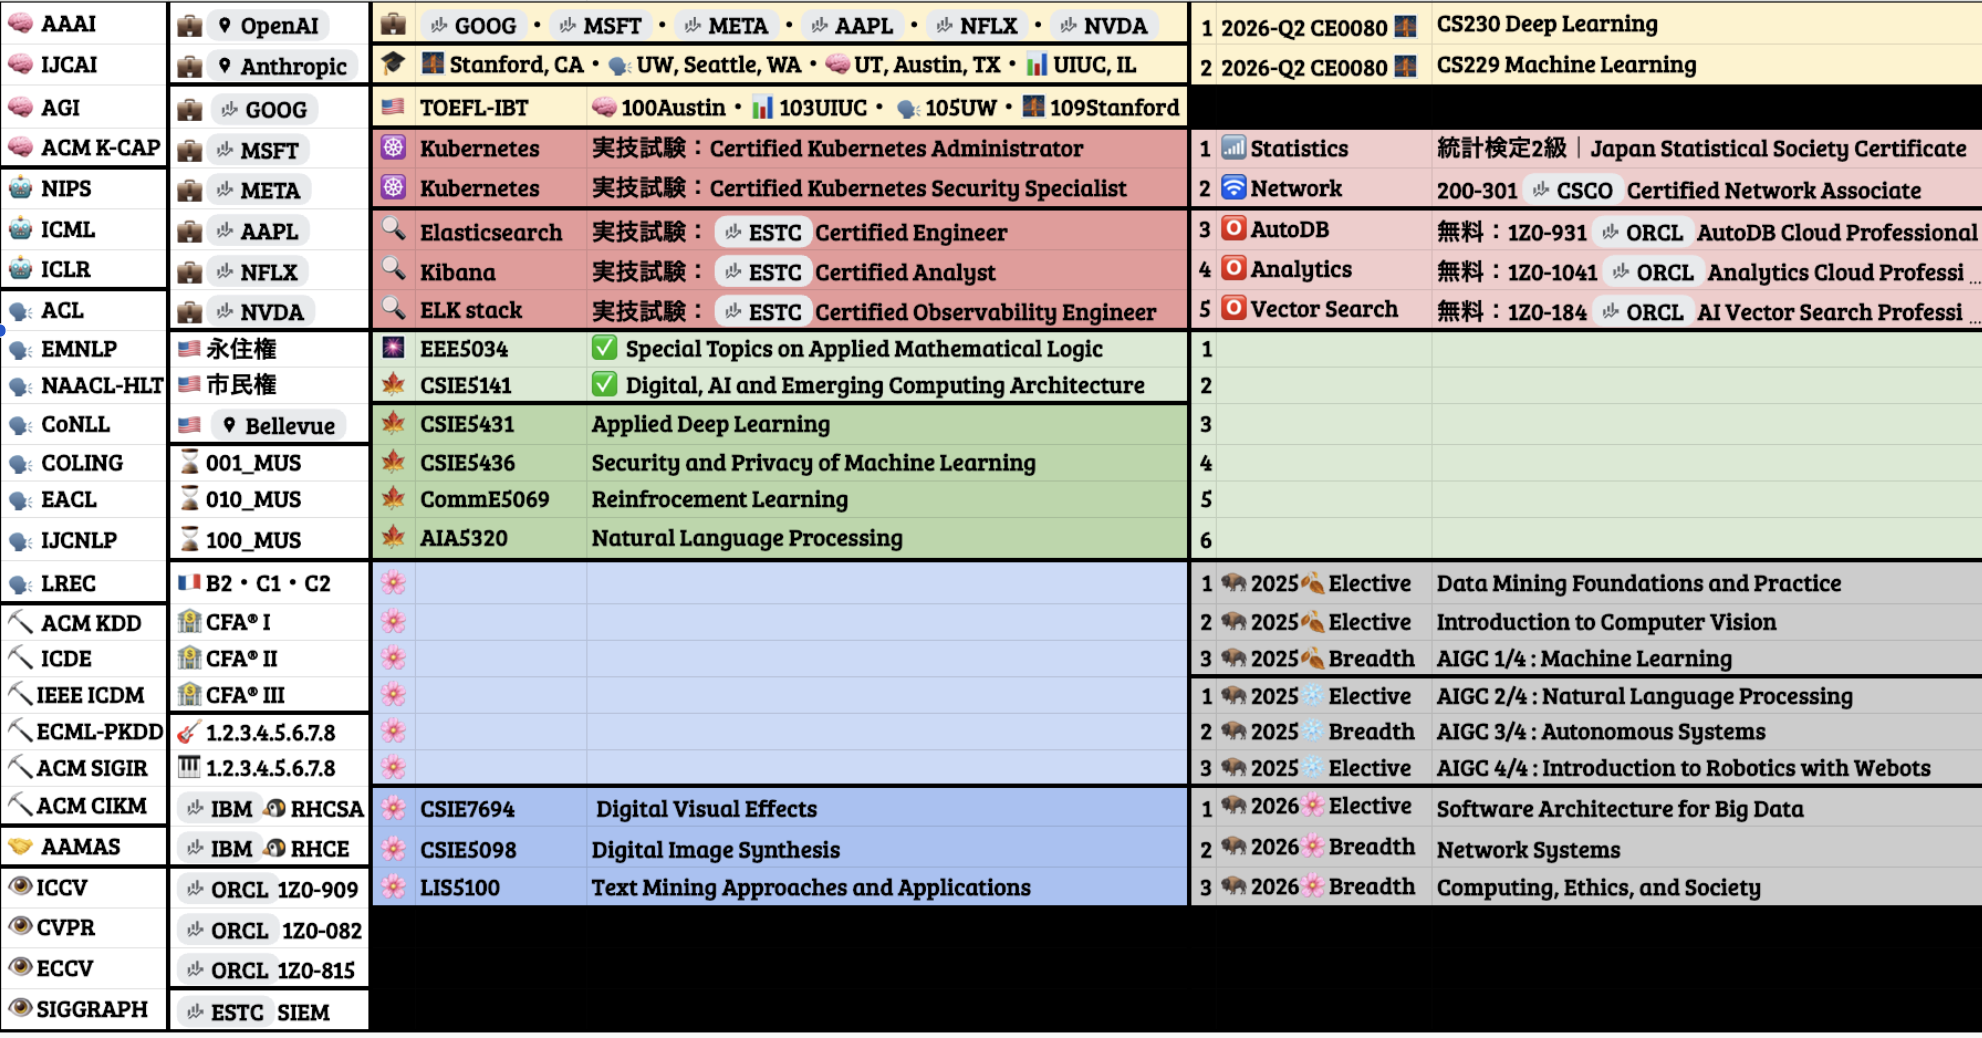 AAAI OpenAI GOOG • MSFT • META • AAPL • NFLX • NVDA 1 2026-Q2 CE0080 CS230 Deep Learning
IJCAI Anthropic Stanford, CA • UW, Seattle, WA • UT, Austin, TX • UIUC, IL 2 2026-Q2 CE0080 CS229 Machine Learning
AGI GOOG TOEFL-IBT 100Austin • 103UIUC • 105UW • 109Stanford
ACM K-CAP MSFT Kubernetes 実技試験：Certified Kubernetes Administrator 1 Statistics 統計検定2級｜Japan Statistical Society Certificate
NIPS META Kubernetes 実技試験：Certified Kubernetes Security Specialist 2 Network 200-301 CSCO Certified Network Associate
ICML AAPL Elasticsearch 実技試験： ESTC Certified Engineer 3 AutoDB 無料：1Z0-931 ORCL AutoDB Cloud Professional
ICLR NFLX Kibana 実技試験： ESTC Certified Analyst 4 Analytics 無料：1Z0-1041 ORCL Analytics Cloud Professi ...
ACL NVDA ELK stack 実技試験： ESTC Certified Observability Engineer 5 Vector Search 無料：1Z0-184 ORCL AI Vector Search Professi ...
EMNLP 永住権 EEE5034 ✅ Special Topics on Applied Mathematical Logic 1
NAACL-HLT 市民権 CSIE5141 ✅ Digital, AI and Emerging Computing Architecture 2
CoNLL Bellevue CSIE5431 Applied Deep Learning 3
COLING 001_MUS CSIE5436 Security and Privacy of Machine Learning 4
EACL 010_MUS CommE5069 Reinfrocement Learning 5
IJCNLP 100_MUS AIA5320 Natural Language Processing 6
LREC B2・C1・C2 1 2025 Elective Data Mining Foundations and Practice
ACM KDD CFA® I 2 2025 Elective Introduction to Computer Vision
ICDE CFA® II 3 2025 Breadth AIGC 1/4 : Machine Learning
IEEE ICDM CFA® III 1 2025 Elective AIGC 2/4 : Natural Language Processing
ECML-PKDD 1.2.3.4.5.6.7.8 2 2025 Breadth AIGC 3/4 : Autonomous Systems
ACM SIGIR 1.2.3.4.5.6.7.8 3 2025 Elective AIGC 4/4 : Introduction to Robotics with Webots
ACM CIKM IBM RHCSA CSIE7694 Digital Visual Effects 1 2026 Elective Software Architecture for Big Data
AAMAS IBM RHCE CSIE5098 Digital Image Synthesis 2 2026 Breadth Network Systems
ICCV ORCL 1Z0-909 LIS5100 Text Mining Approaches and Applications 3 2026 Breadth Computing, Ethics, and Society
CVPR ORCL 1Z0-082
ECCV ORCL 1Z0-815
SIGGRAPH ESTC SIEM